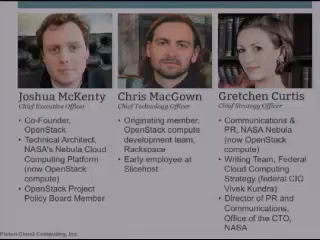 Joshua McKenty
Chief Executive Officer
• Co-Founder,
OpenStack
• Technical Architect,
NASA's Nebula Cloud
Computing Platform
(now OpenStack
compute)
• OpenStack Project
Policy Board Member
Chris MacGown
Chief Technology Officer
• Originating member,
OpenStack compute
development team,
Rackspace
• Early employee at
Slicehost
Gretchen Curtis
Chief Strategy Officer
• Communications &
PR, NASA Nebula
(now OpenStack
compute)
• Writing Team, Federal
Cloud Computing
Strategy (federal CIO
Vivek Kundra)
• Director of PR and
Communications,
Office of the CTO,
NASA
Piston Cloud Computing, Inc.